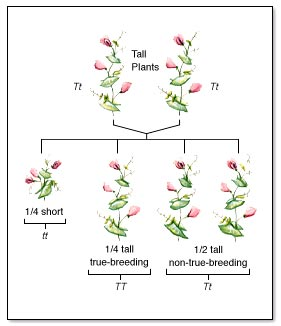 Tall
Plants
Tt
Tt
1/4 short
tt
1/4 tall
true-breeding
TT
1/2 tall
non-true-breeding
Tt